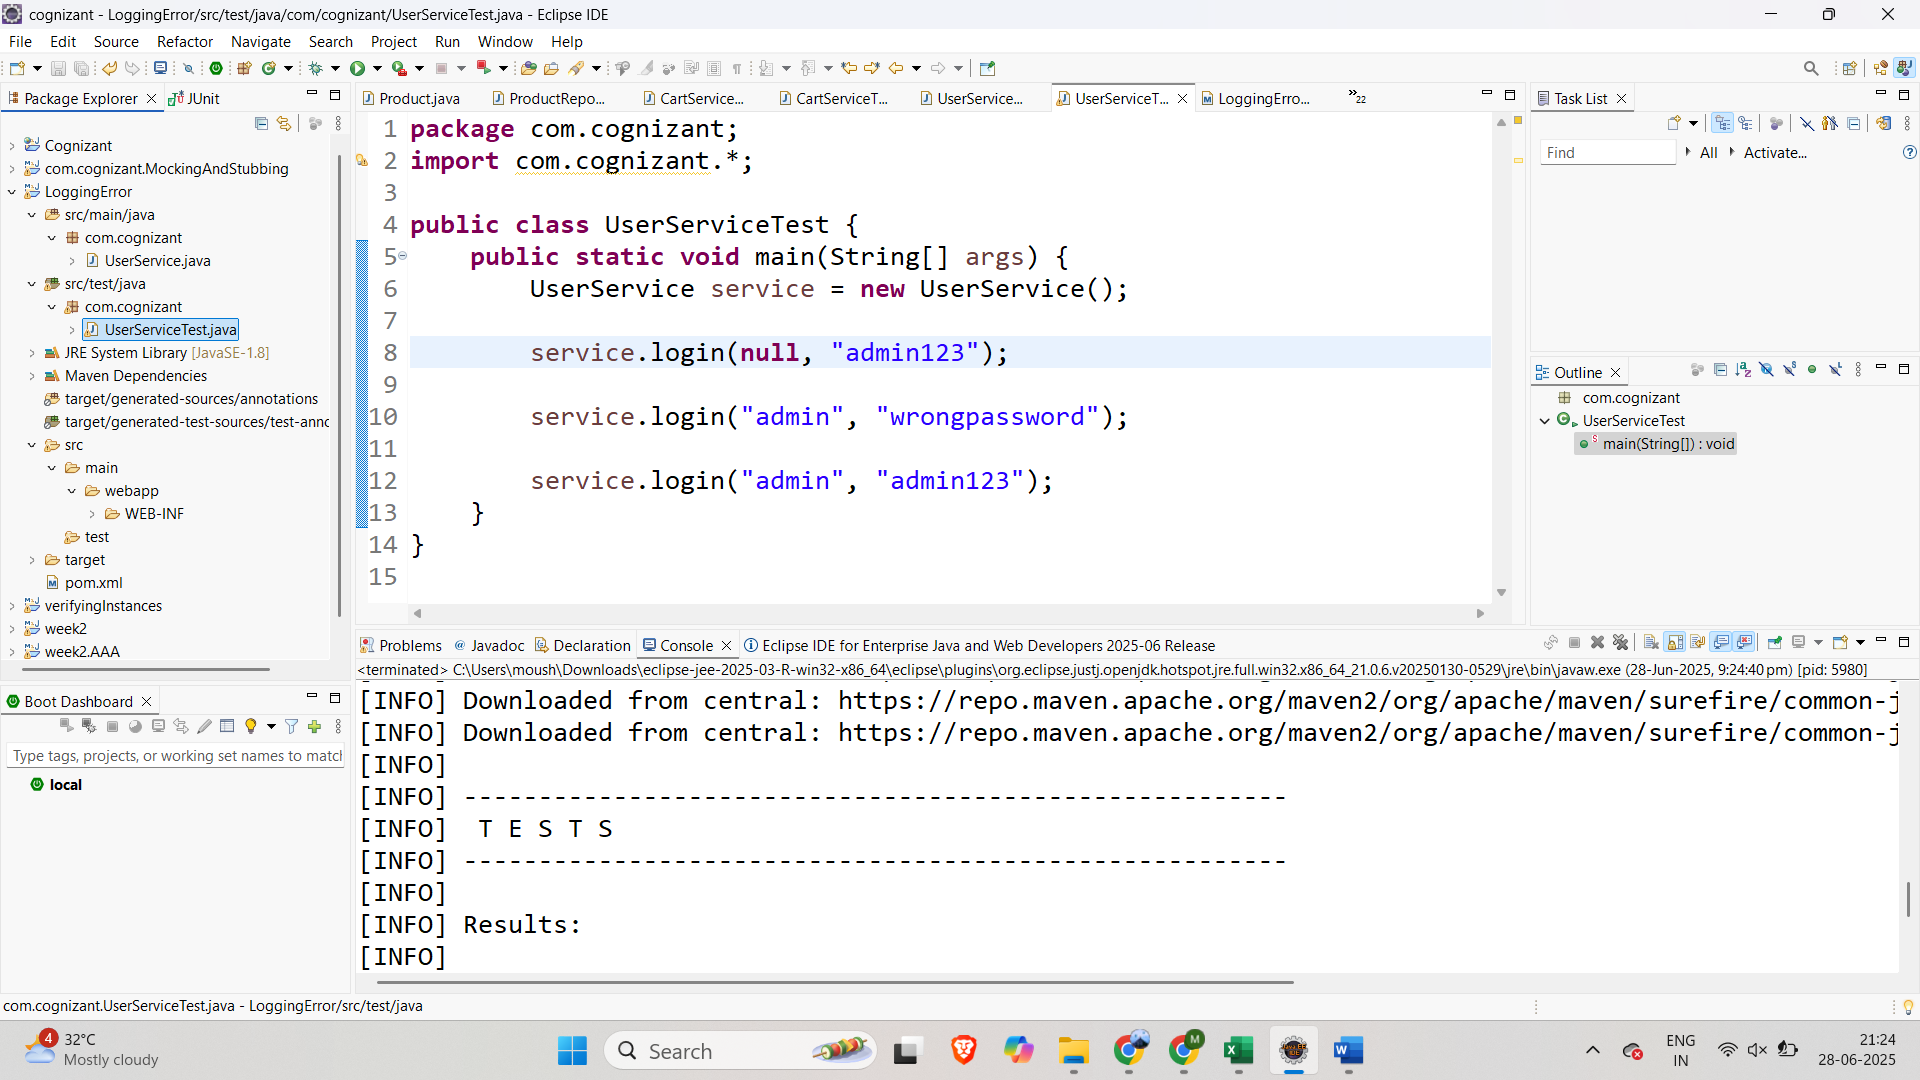 cognizant - LoggingError/src/test/java/com/cognizant/UserServiceTest.java - Eclipse IDE
File Edit Source Refactor Navigate Search Project Run Window Help
Package Explorer
JUnit
Cognizant
com.cognizant.MockingAndStubbing
LoggingError
src/main/java
com.cognizant
UserService.java
src/test/java
com.cognizant
UserServiceTest.java
JRE System Library [JavaSE-1.8]
Maven Dependencies
target/generated-sources/annotations
target/generated-test-sources/test-anno
src
main
webapp
WEB-INF
test
target
pom.xml
verifyingInstances
week2
week2.AAA
Boot Dashboard
Type tags, projects, or working set names to match
local
Product.java ProductRepo... CartService... CartServiceT... UserService... UserServiceT... LoggingErro... »22
1 package com.cognizant;
2 import com.cognizant.*;
3
4 public class UserServiceTest {
5 public static void main(String[] args) {
6 UserService service = new UserService();
7
8 service.login(null, "admin123");
9
10 service.login("admin", "wrongpassword");
11
12 service.login("admin", "admin123");
13 }
14 }
15
Task List
Find
All
Activate...
Outline
com.cognizant
UserServiceTest
main(String[]) : void
Problems Javadoc Declaration Console Eclipse IDE for Enterprise Java and Web Developers 2025-06 Release
<terminated> C:\Users\moush\Downloads\eclipse-jee-2025-03-R-win32-x86_64\eclipse\plugins\org.eclipse.justj.openjdk.hotspot.jre.full.win32.x86_64_21.0.6.v20250130-0529\jre\bin\javaw.exe (28-Jun-2025, 9:24:40 pm) [pid: 5980]
[INFO] Downloaded from central: https://repo.maven.apache.org/maven2/org/apache/maven/surefire/common-j
[INFO] Downloaded from central: https://repo.maven.apache.org/maven2/org/apache/maven/surefire/common-j
[INFO]
[INFO] -------------------------------------------------------
[INFO]  T E S T S
[INFO] -------------------------------------------------------
[INFO]
[INFO] Results:
[INFO]
com.cognizant.UserServiceTest.java - LoggingError/src/test/java
4
32°C
Mostly cloudy
Search
M
ENG
IN
21:24
28-06-2025